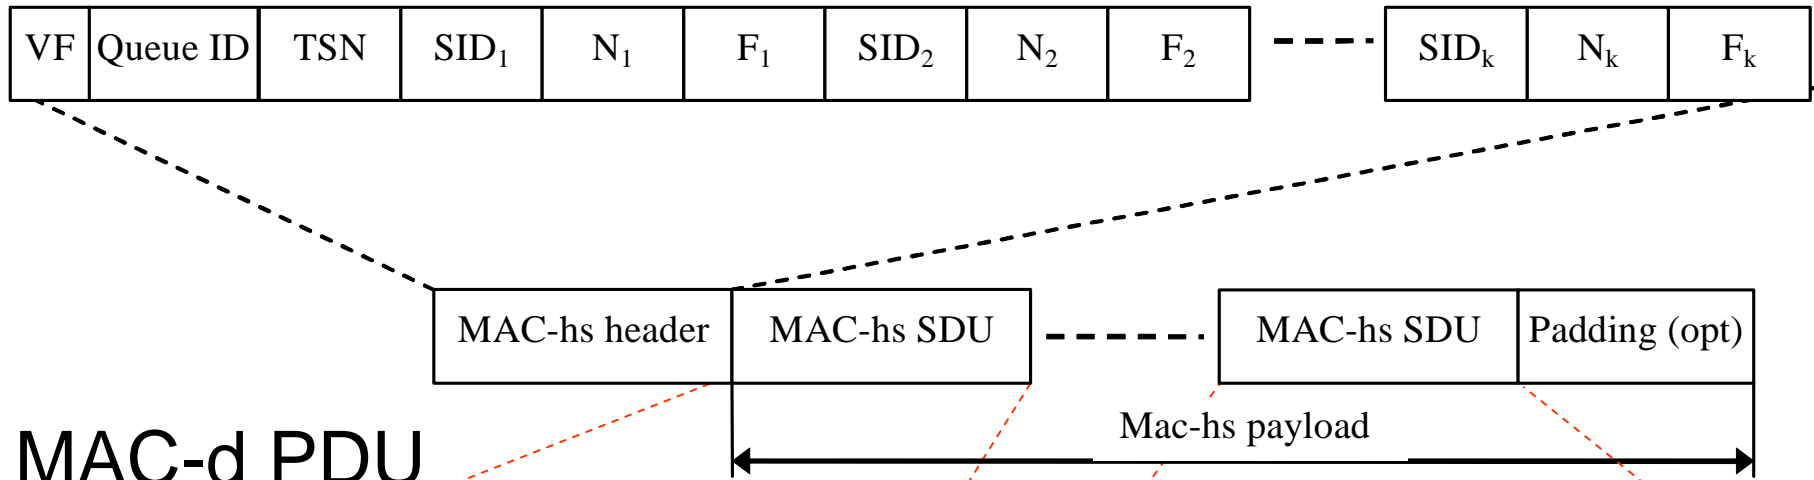 VF Queue ID TSN SID₁ N₁ F₁ SID₂ N₂ F₂ SIDₖ Nₖ Fₖ
MAC-hs header MAC-hs SDU MAC-hs SDU Padding (opt)
Mac-hs payload
MAC-d PDU